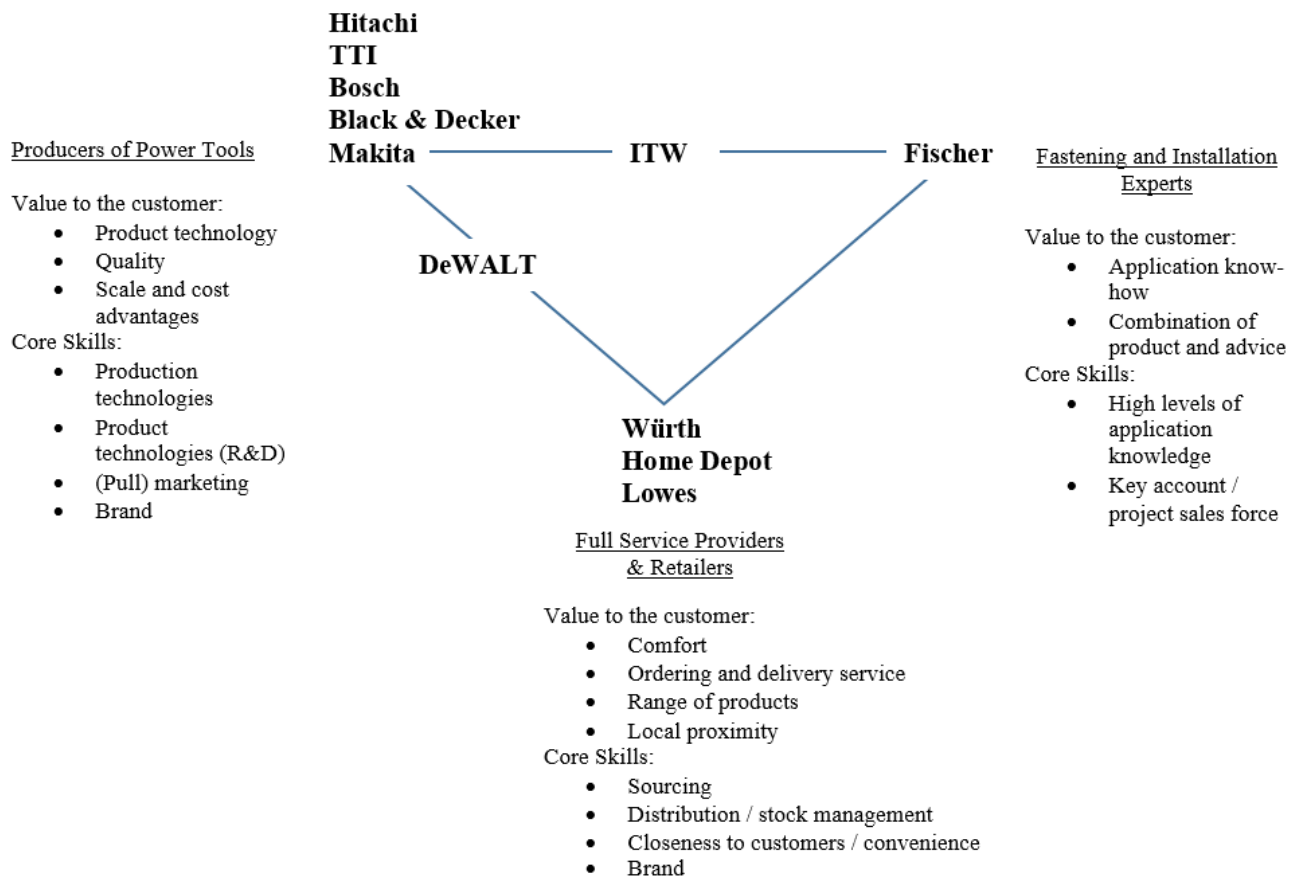 Hitachi
TTI
Bosch
Black & Decker
Makita
ITW
Fischer
DeWALT
Würth
Home Depot
Lowes
Producers of Power Tools
Value to the customer:
• Product technology
• Quality
• Scale and cost
advantages
Core Skills:
• Production
technologies
• Product
technologies (R&D)
• (Pull) marketing
• Brand
Fastening and Installation
Experts
Value to the customer:
• Application know-
how
• Combination of
product and advice
Core Skills:
• High levels of
application
knowledge
• Key account /
project sales force
Full Service Providers
& Retailers
Value to the customer:
• Comfort
• Ordering and delivery service
• Range of products
• Local proximity
Core Skills:
• Sourcing
• Distribution / stock management
• Closeness to customers / convenience
• Brand